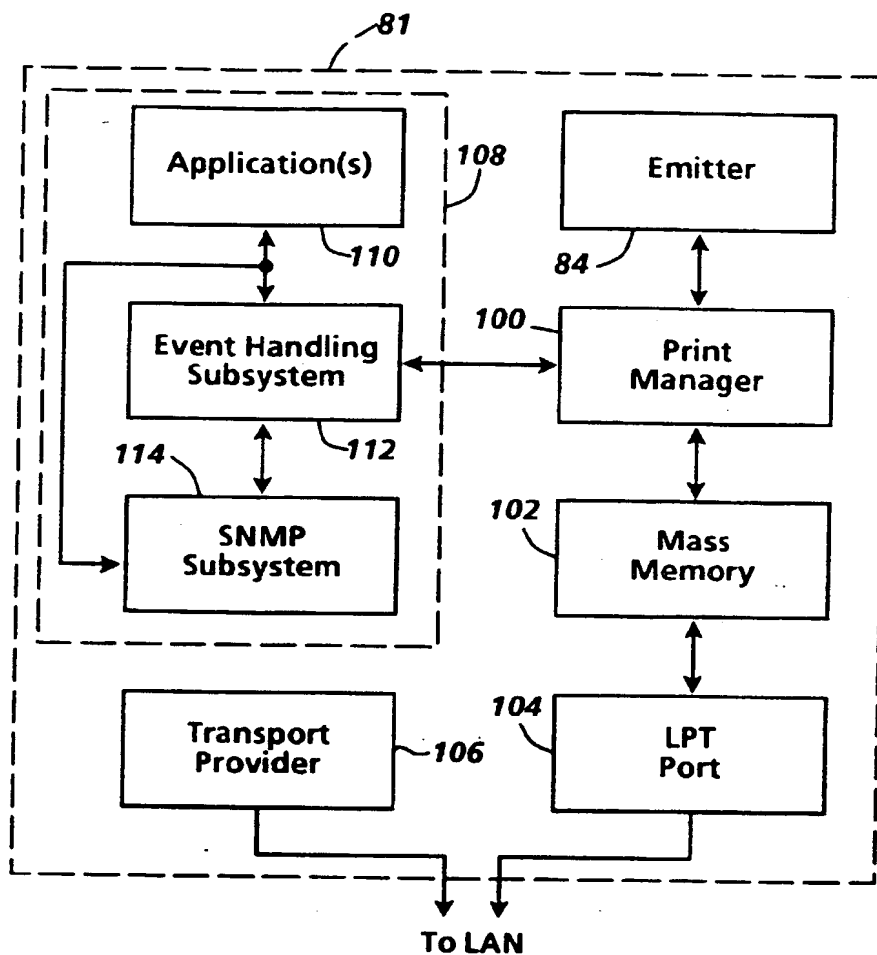 81
Application(s)
108
Emitter
110
84
100
Event Handling
Subsystem
Print
Manager
114
112
102
SNMP
Subsystem
Mass
Memory
Transport
Provider
106
104
LPT
Port
To LAN